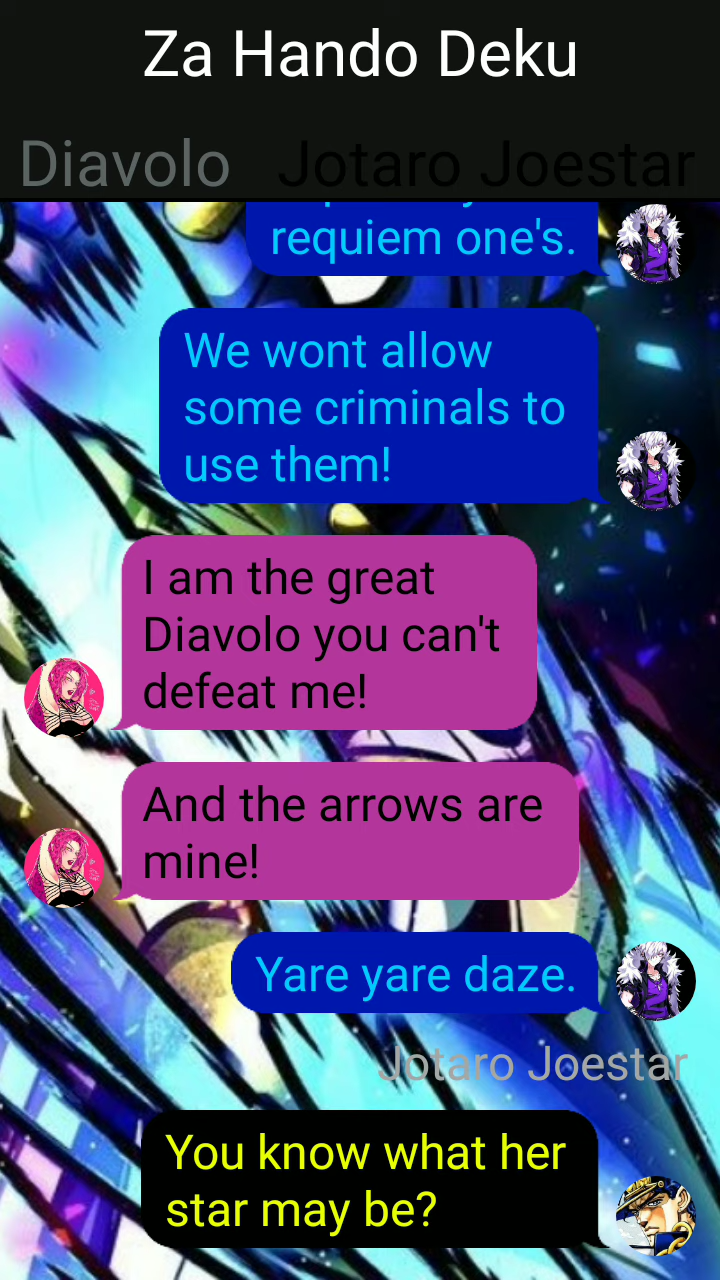 Za Hando Deku
Diavolo Jotaro Joestar
requiem one's.
We wont allow
some criminals to
use them!
I am the great
Diavolo you can't
defeat me!
And the arrows are
mine!
Yare yare daze.
Jotaro Joestar
You know what her
star may be?